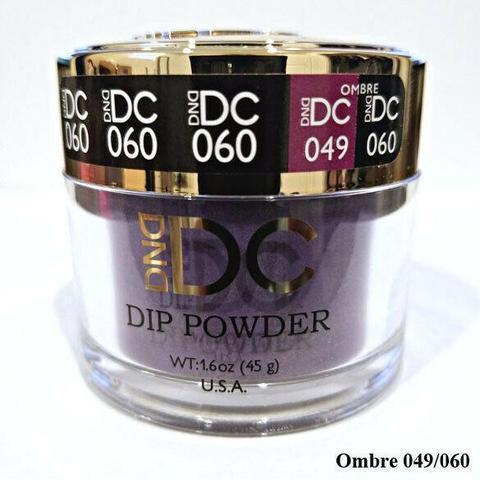 DND DC 060
DND DC 060
DND DC 060
OMBRE
DND DC 049
DND DC 060
DND DC
DIP POWDER
WT:1.6oz (45 g)
U.S.A.
Ombre 049/060